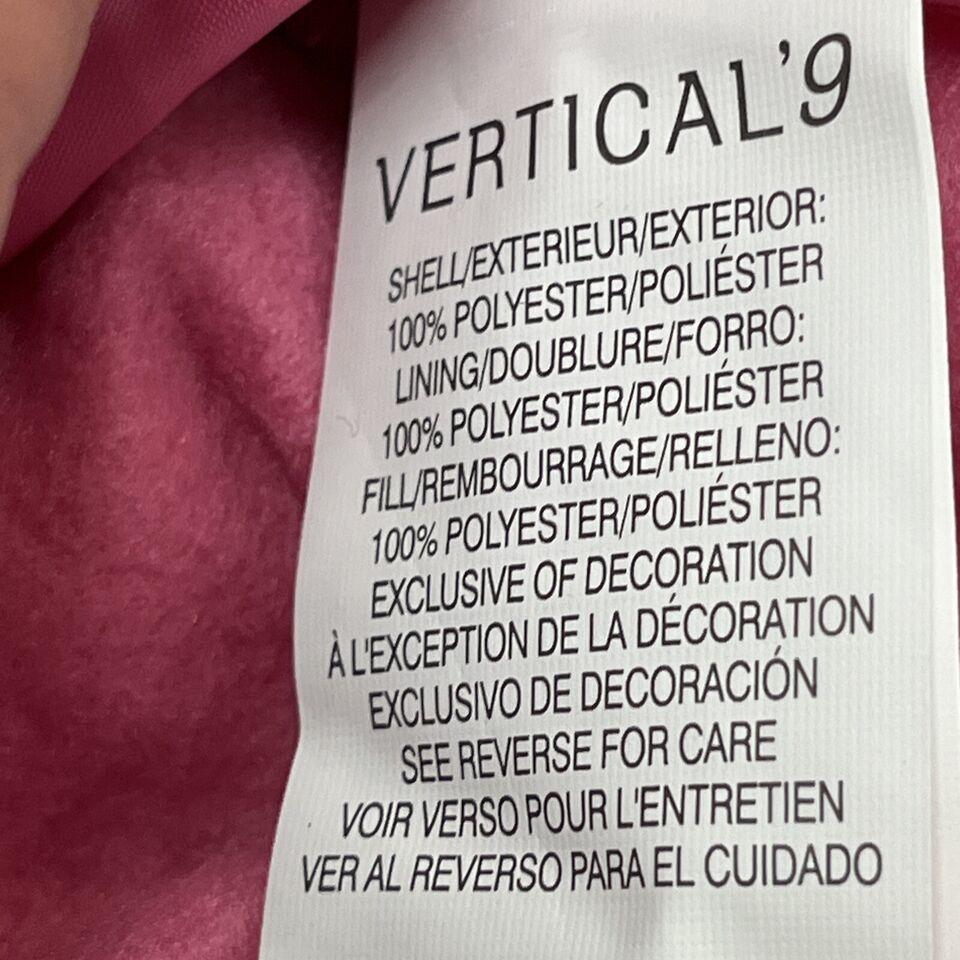 VERTICAL'9
SHELL/EXTERIEUR/EXTERIOR:
100% POLYESTER/POLIÉSTER
LINING/DOUBLURE/FORRO:
100% POLYESTER/POLIÉSTER
FILL/REMBOURRAGE/RELLENO:
100% POLYESTER/POLIÉSTER
EXCLUSIVE OF DECORATION
À L'EXCEPTION DE LA DÉCORATION
EXCLUSIVO DE DECORACIÓN
SEE REVERSE FOR CARE
VOIR VERSO POUR L'ENTRETIEN
VER AL REVERSO PARA EL CUIDADO